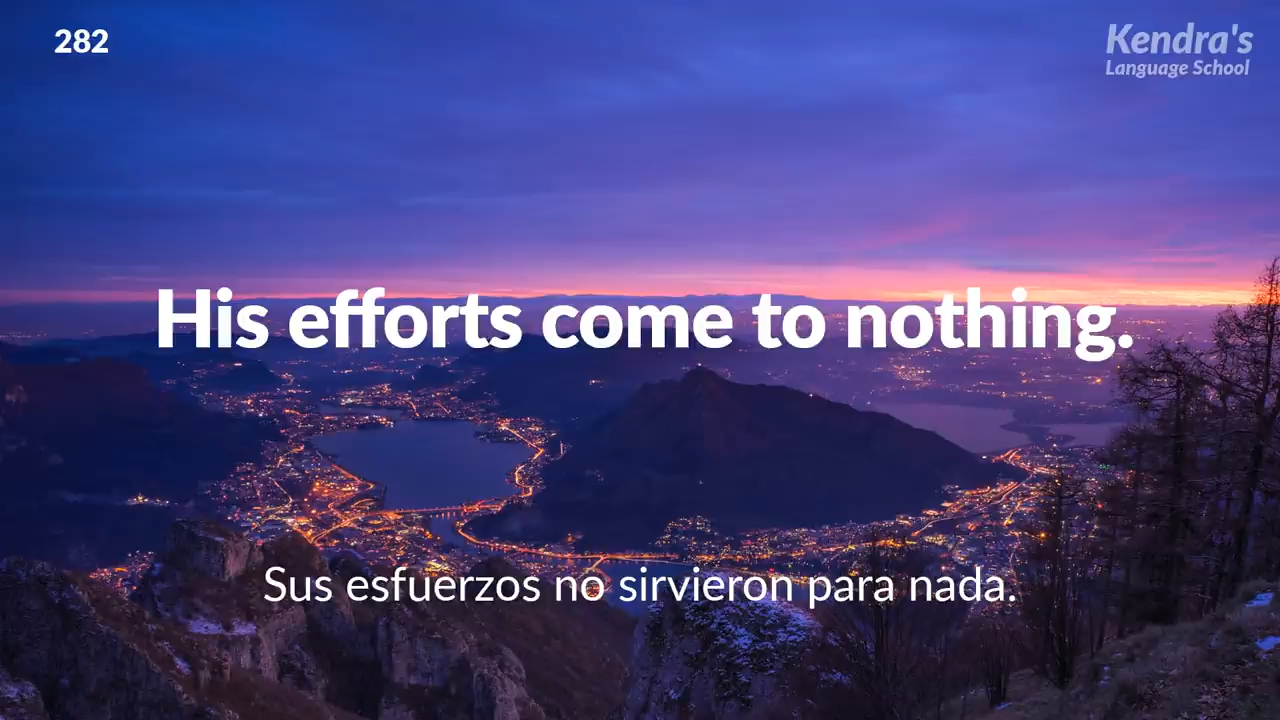 282
Kendra's
Language School
His efforts come to nothing.
Sus esfuerzos no sirvieron para nada.